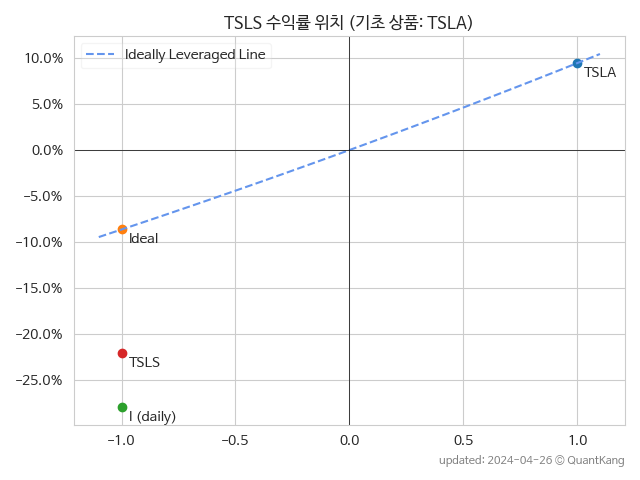 TSLS 수익률 위치 (기초 상품: TSLA)
Ideally Leveraged Line
10.0%
5.0%
0.0%
−5.0%
−10.0%
−15.0%
−20.0%
−25.0%
TSLA
Ideal
TSLS
I (daily)
−1.0 −0.5 0.0 0.5 1.0
updated: 2024-04-26 © QuantKang